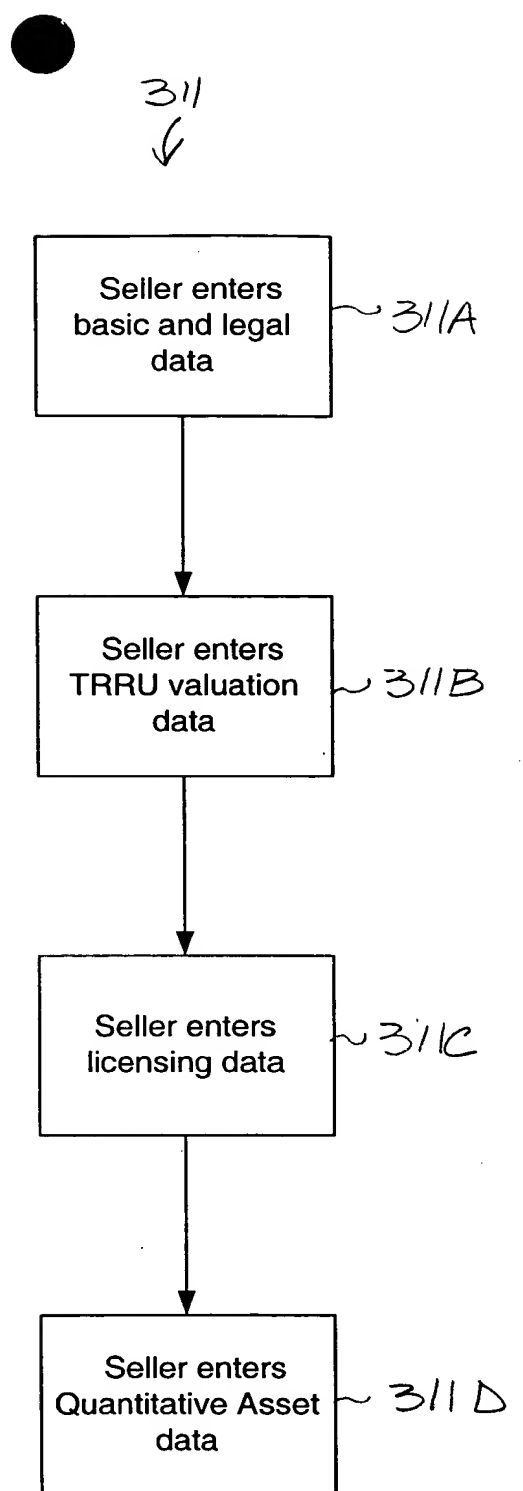 311
Seller enters
basic and legal
data
311A
Seller enters
TRRU valuation
data
311B
Seller enters
licensing data
311C
Seller enters
Quantitative Asset
data
311D